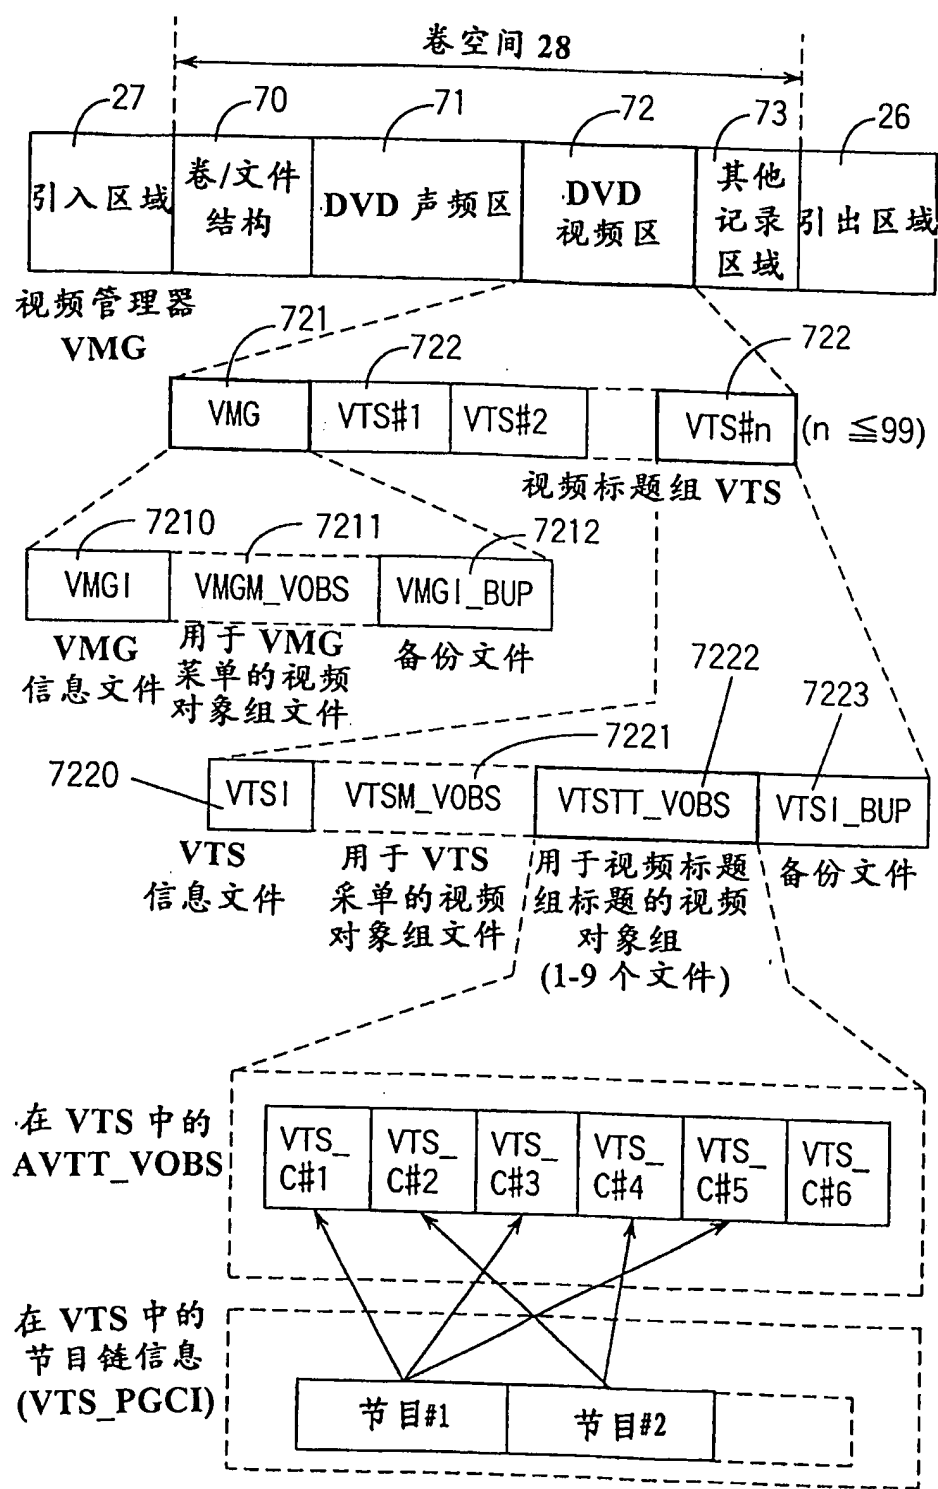 卷空间 28
27
70
71
72
73
26
引入区域
卷/文件
结构
DVD 声频区
DVD
视频区
其他
记录
区域
引出区域
视频管理器
VMG
721
722
722
VMG
VTS#1
VTS#2
VTS#n
(n ≦99)
视频标题组 VTS
7210
7211
7212
VMGI
VMGM_VOBS
VMGI_BUP
VMG
信息文件
用于 VMG
菜单的视频
对象组文件
备份文件
7222
7223
7221
7220
VTSI
VTSM_VOBS
VTSTT_VOBS
VTSI_BUP
VTS
信息文件
用于 VTS
采单的视频
对象组文件
用于视频标题
组标题的视频
对象组
(1-9 个文件)
备份文件
在 VTS 中的
AVTT_VOBS
VTS_
C#1
VTS_
C#2
VTS_
C#3
VTS_
C#4
VTS_
C#5
VTS_
C#6
在 VTS 中的
节目链信息
(VTS_PGCI)
节目#1
节目#2